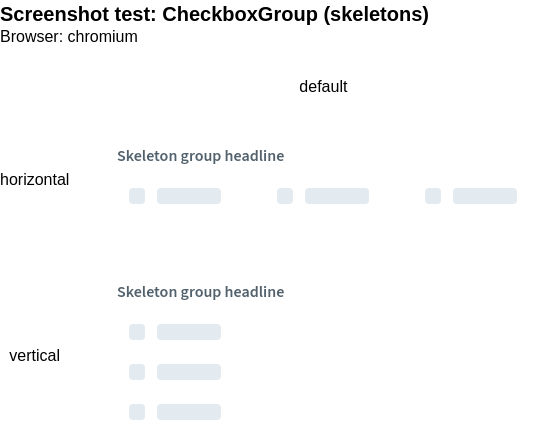 Screenshot test: CheckboxGroup (skeletons)
Browser: chromium
default
Skeleton group headline
horizontal
Skeleton group headline
vertical